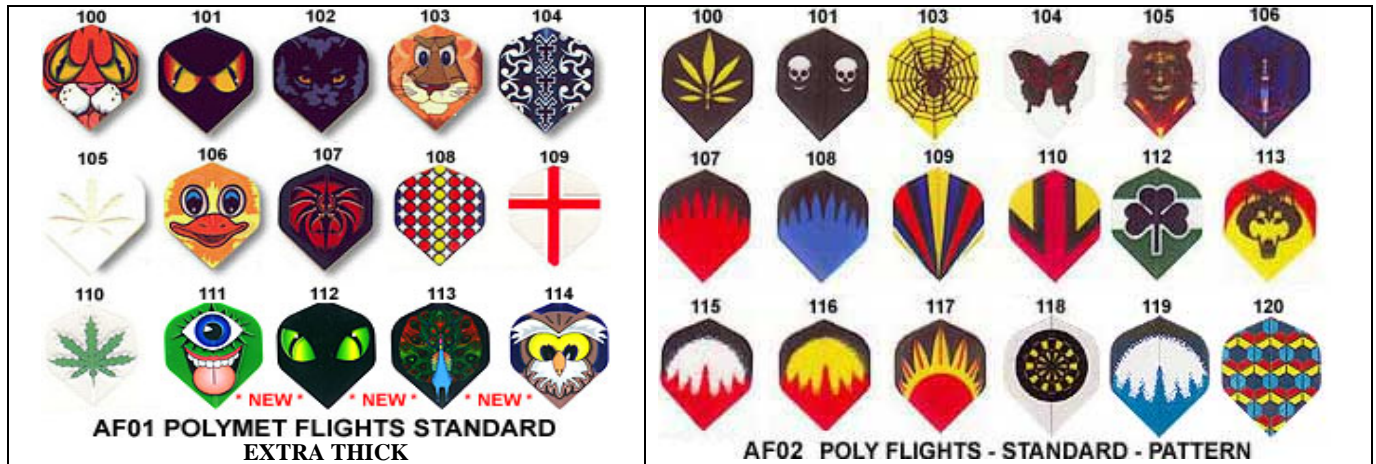 100 101 102 103 104
105 106 107 108 109
110 111 112 113 114
* NEW * * NEW * * NEW *
AF01 POLYMET FLIGHTS STANDARD
EXTRA THICK
100 101 103 104 105 106
107 108 109 110 112 113
115 116 117 118 119 120
AF02 POLY FLIGHTS - STANDARD - PATTERN